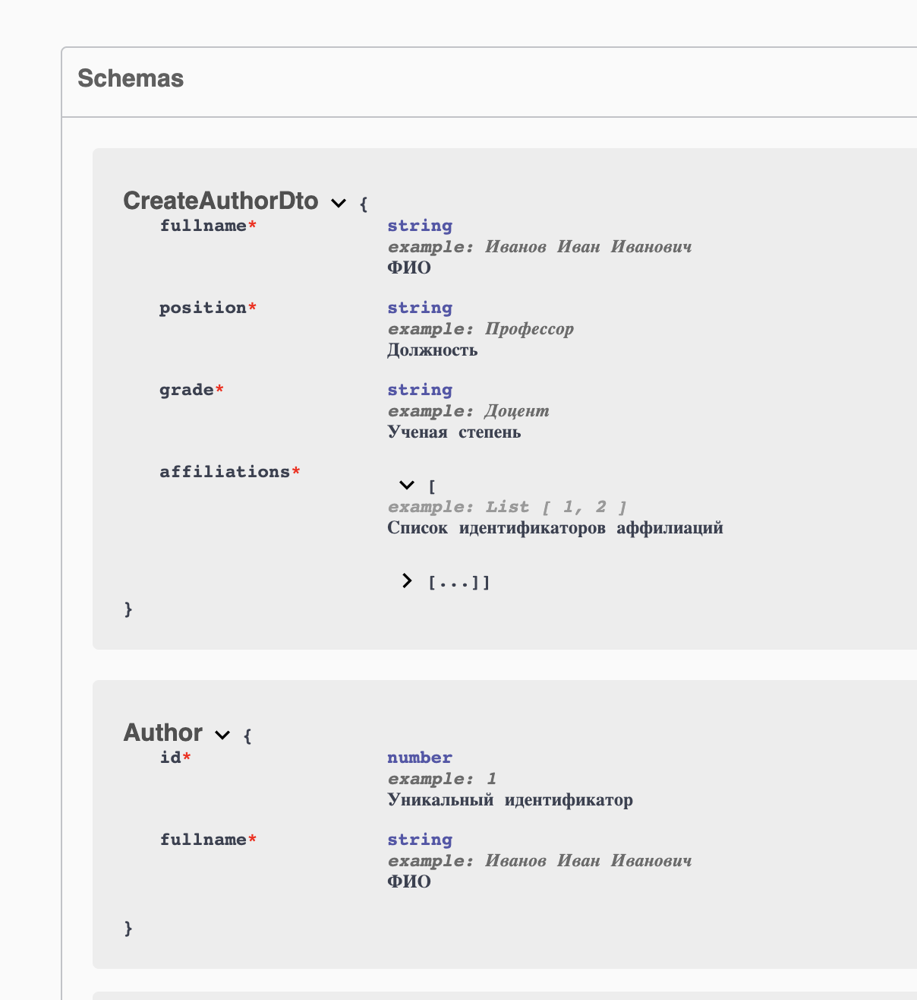 Schemas
CreateAuthorDto {
fullname* string
example: Иванов Иван Иванович
ФИО
position* string
example: Профессор
Должность
grade* string
example: Доцент
Ученая степень
affiliations*
[
example: List [ 1, 2 ]
Список идентификаторов аффилиаций
[...]]
}
Author {
id* number
example: 1
Уникальный идентификатор
fullname* string
example: Иванов Иван Иванович
ФИО
}